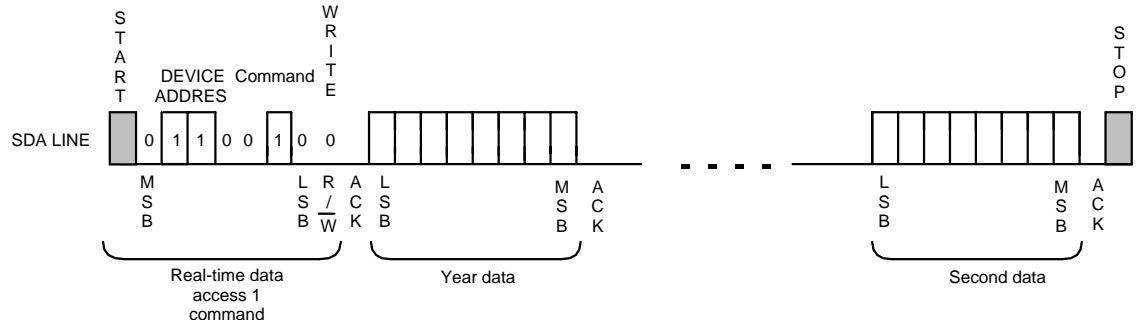 START
WRITE
STOP
DEVICE Command
ADDRES
SDA LINE 0 1 1 0 0 1 0 0
MSB
LSB
R/W
ACK
LSB
MSB
ACK
LSB
MSB
ACK
Real-time data
access 1
command
Year data
Second data